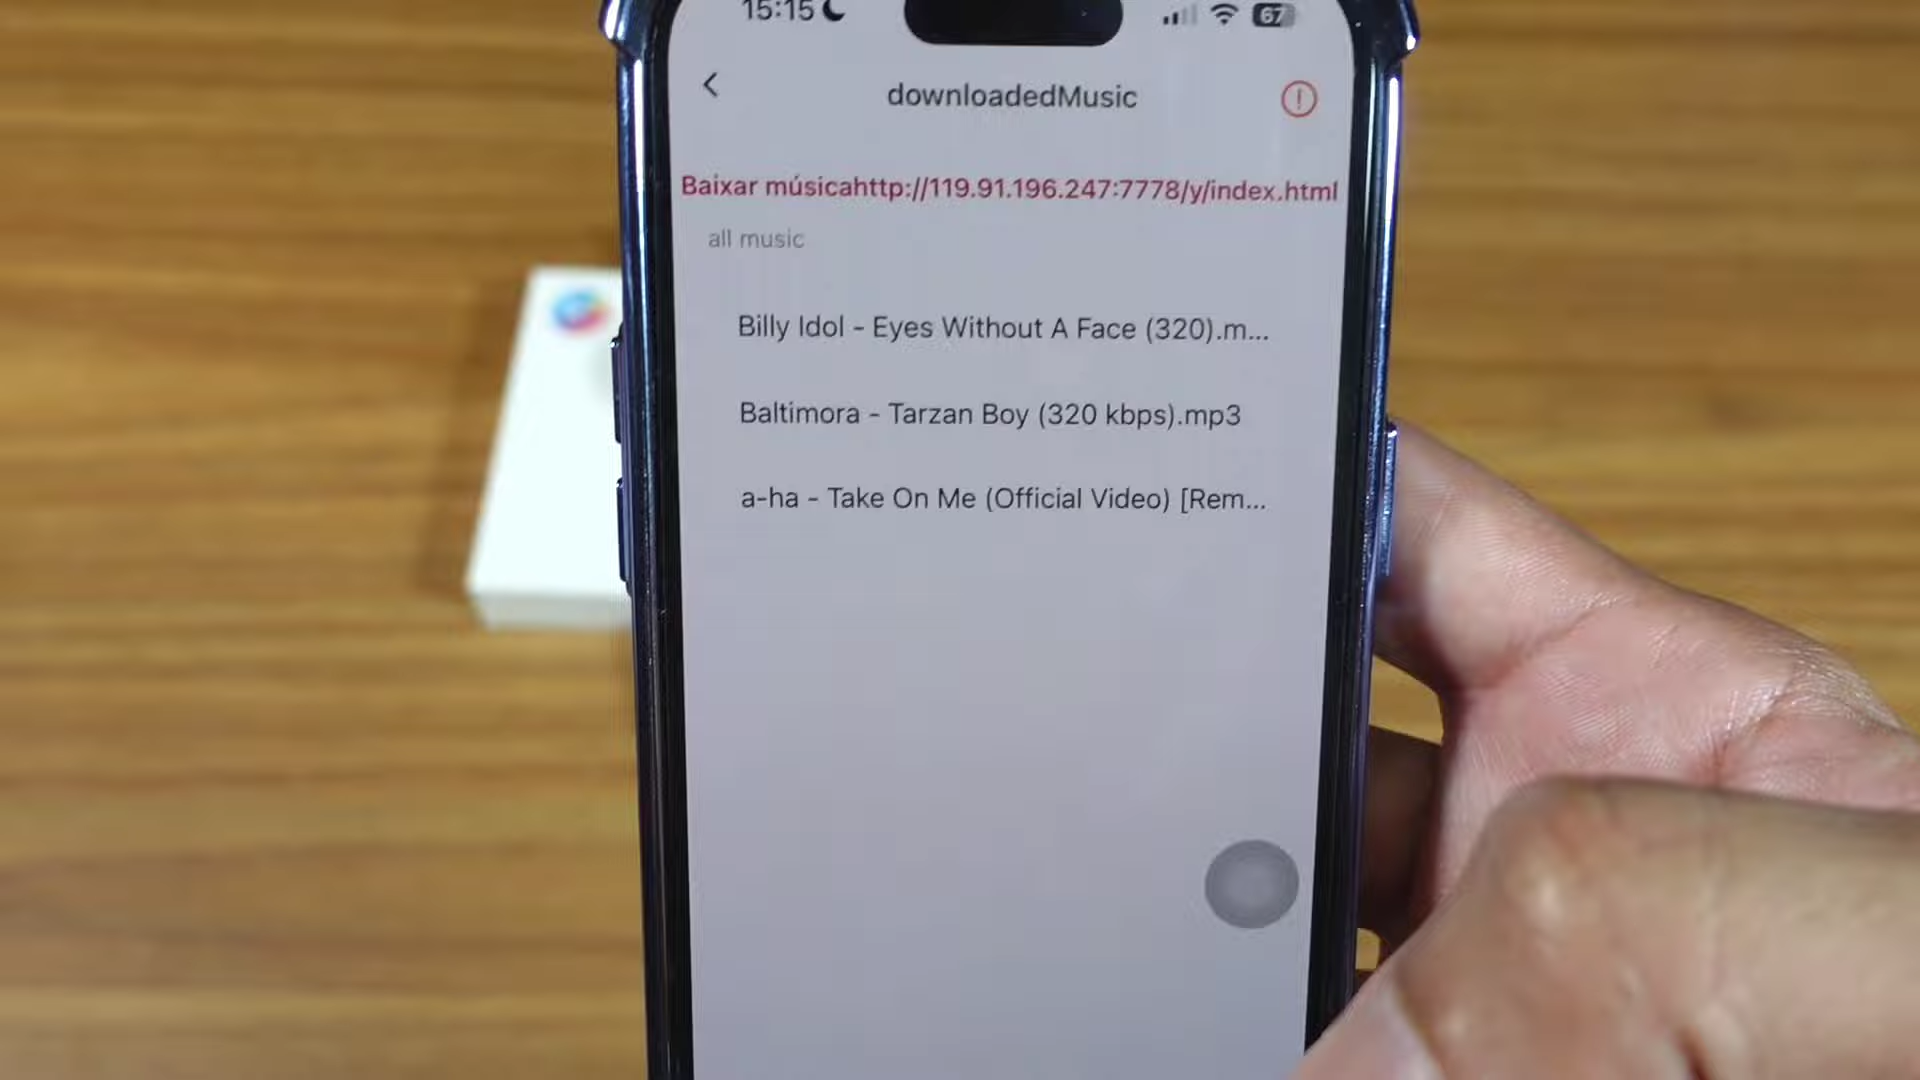 15:15
67
downloadedMusic
Baixar músicahttp://119.91.196.247:7778/y/index.html
all music
Billy Idol - Eyes Without A Face (320).m...
Baltimora - Tarzan Boy (320 kbps).mp3
a-ha - Take On Me (Official Video) [Rem...